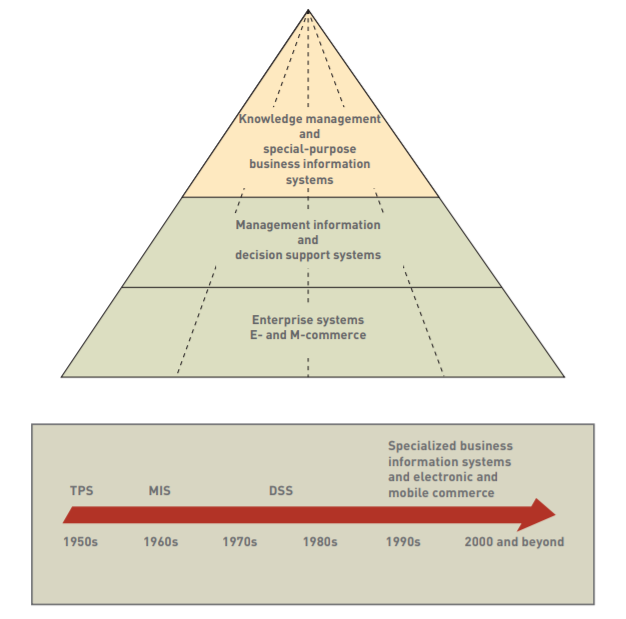 Knowledge management
and
special-purpose
business information
systems
Management information
and
decision support systems
Enterprise systems
E- and M-commerce
Specialized business
information systems
and electronic and
mobile commerce
TPS MIS DSS
1950s 1960s 1970s 1980s 1990s 2000 and beyond